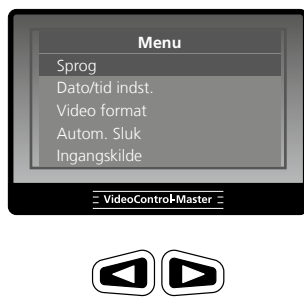 Menu
Sprog
Dato/tid indst.
Video format
Autom. Sluk
Ingangskilde
VideoControl-Master